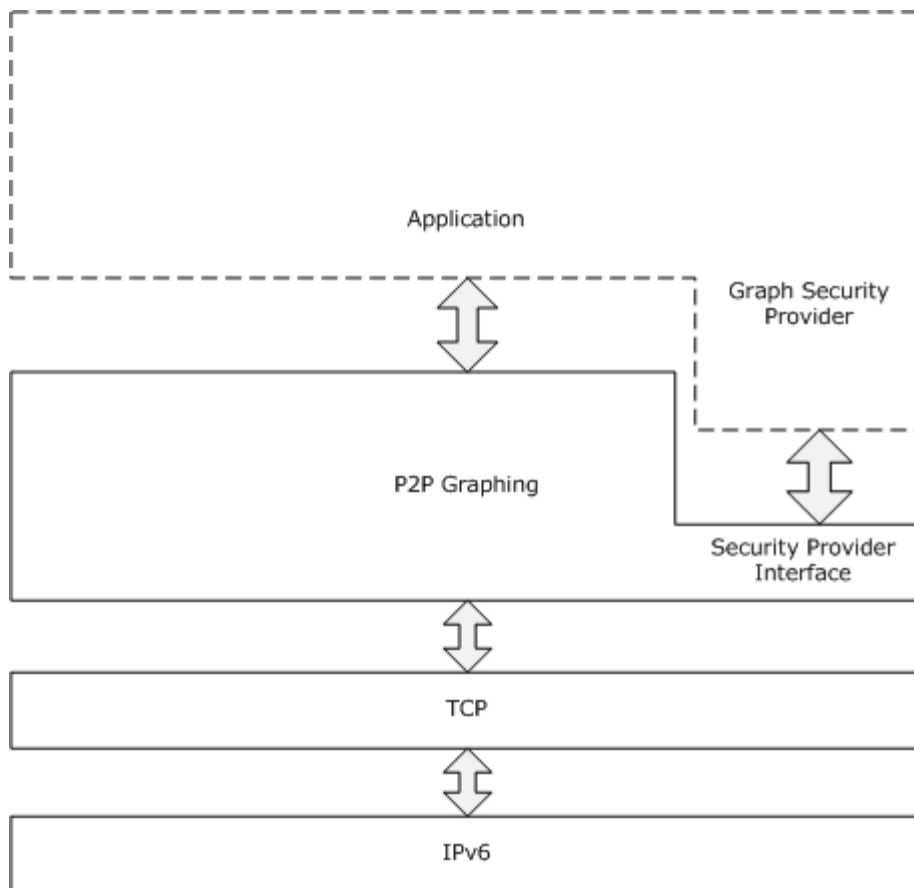 Application
Graph Security
Provider
P2P Graphing
Security Provider
Interface
TCP
IPv6